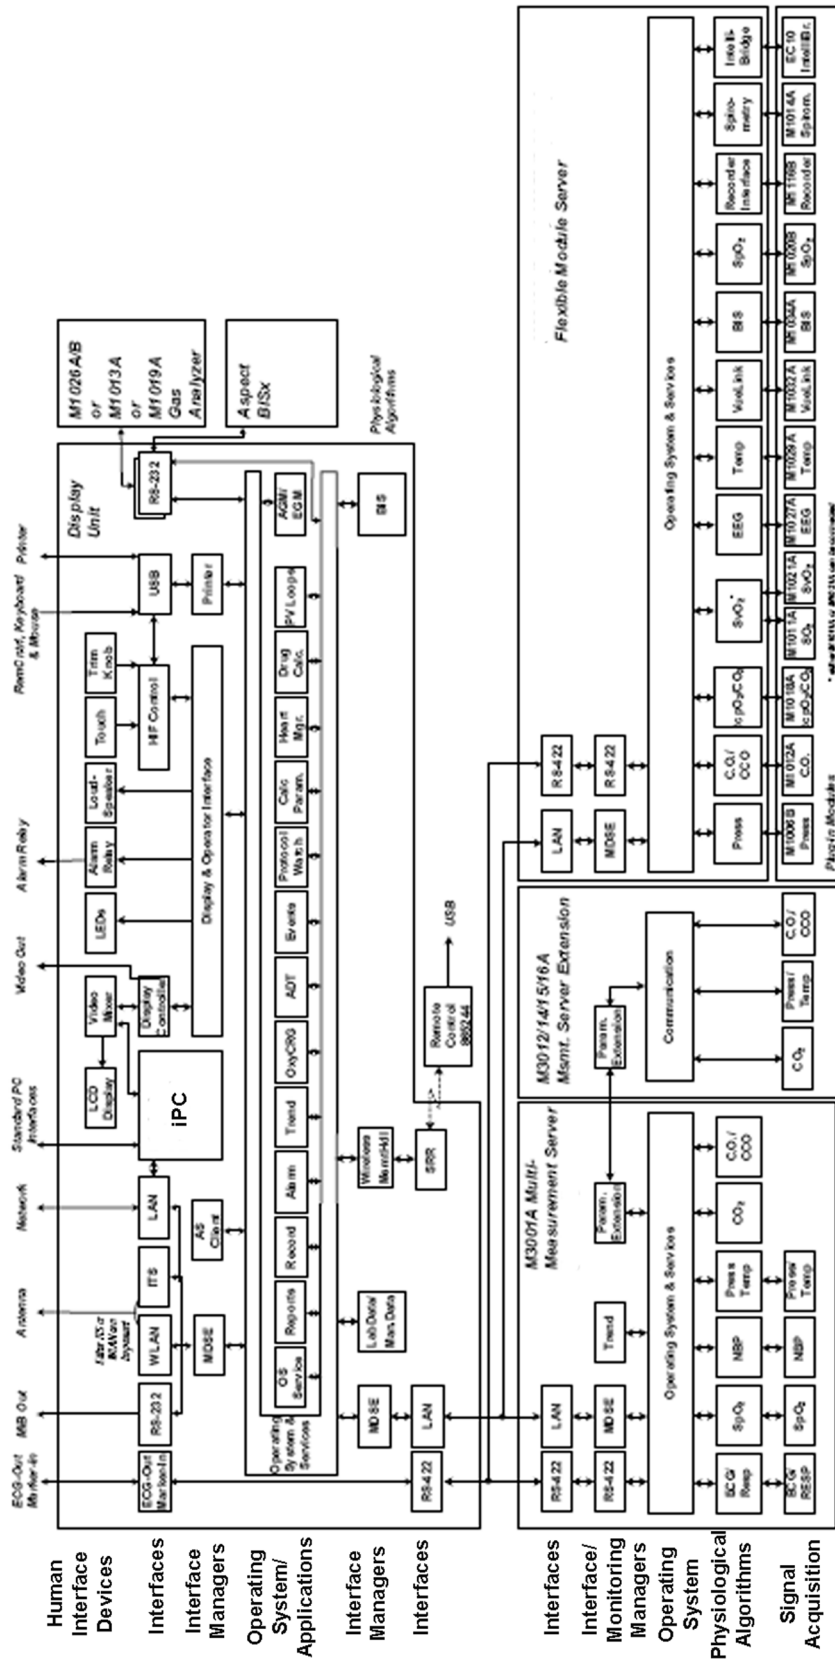 Human
Interface
Devices
Interfaces
Interface
Managers
Operating
System/
Applications
Interface
Managers
Interfaces
Interfaces
Interface/
Monitoring
Managers
Operating
System
Physiological
Algorithms
Signal
Acquisition
ECG-Out
Marker-In
MIB Out
Antenna
Network
Standard PC
Interfaces
Video Out
Alarm Relay
RemCtrl, Keyboard
& Mouse
Printer
Display
Unit
LCD
Display
Video
Mixer
LEDs
Alarm
Relay
Loud-
Speaker
Touch
Trim
Knob
ECG-Out
Marker-In
RS-232
WLAN
ITS
LAN
iPC
Display
Controller
HIF Control
USB
RS-232
M1026A/B
or
M1013A
or
M1019A
Gas
Analyzer
Aspect
BISx
MDSE
AS
Client
Display & Operator Interface
Printer
Operating
System &
Services
OS
Service
Reports
Record
Alarm
Trend
OxyCRG
ADT
Events
Protocol
Watch
Calc
Param.
Heart
Mgr.
Drug
Calc.
PV Loops
AGM/
EGM
Physiological
Algorithms
MDSE
LabData/
ManData
Wireless
MsmtHdl
BIS
RS-422
LAN
SRR
Remote
Control
865244
USB
M3001A Multi-
Measurement Server
RS-422
LAN
RS-422
MDSE
Trend
Param.
Extension
Operating System & Services
ECG/
Resp
SpO₂
NBP
Press
Temp
CO₂
C.O./
CCO
ECG/
RESP
SpO₂
NBP
Press/
Temp
M3012/14/15/16A
Msmt. Server Extension
Param.
Extension
Communication
CO₂
Press/
Temp
C.O./
CCO
Flexible Module Server
LAN
RS-422
MDSE
RS-422
Operating System & Services
Press
C.O./
CCO
tcpO₂/CO₂
SvO₂*
EEG
Temp
VueLink
BIS
SpO₂
Recorder
Interface
Spiro-
metry
Intelli-
Bridge
M1006B
Press
M1012A
C.O.
M1018A
tcpO₂/CO₂
M1011A
SO₂
M1021A
SvO₂
M1027A
EEG
M1029A
Temp
M1032A
VueLink
M1034A
BIS
M1020B
SpO₂
M1116B
Recorder
M1014A
Spirom.
EC10
IntelliBr.
Plug-in Modules